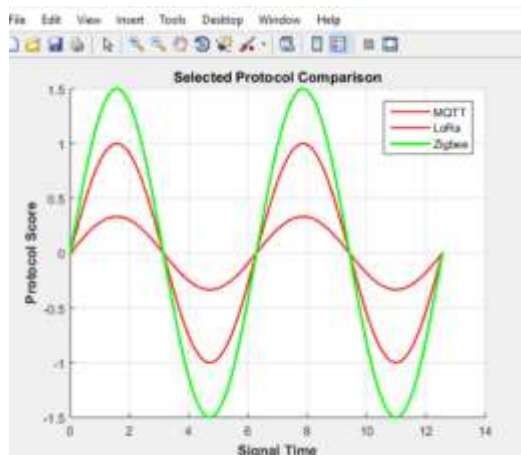 File Edit View Insert Tools Desktop Window Help
Selected Protocol Comparison
1.5
1
0.5
0
-0.5
-1
-1.5
Protocol Score
MQTT
LoRa
Zigbee
0 2 4 6 8 10 12 14
Signal Time